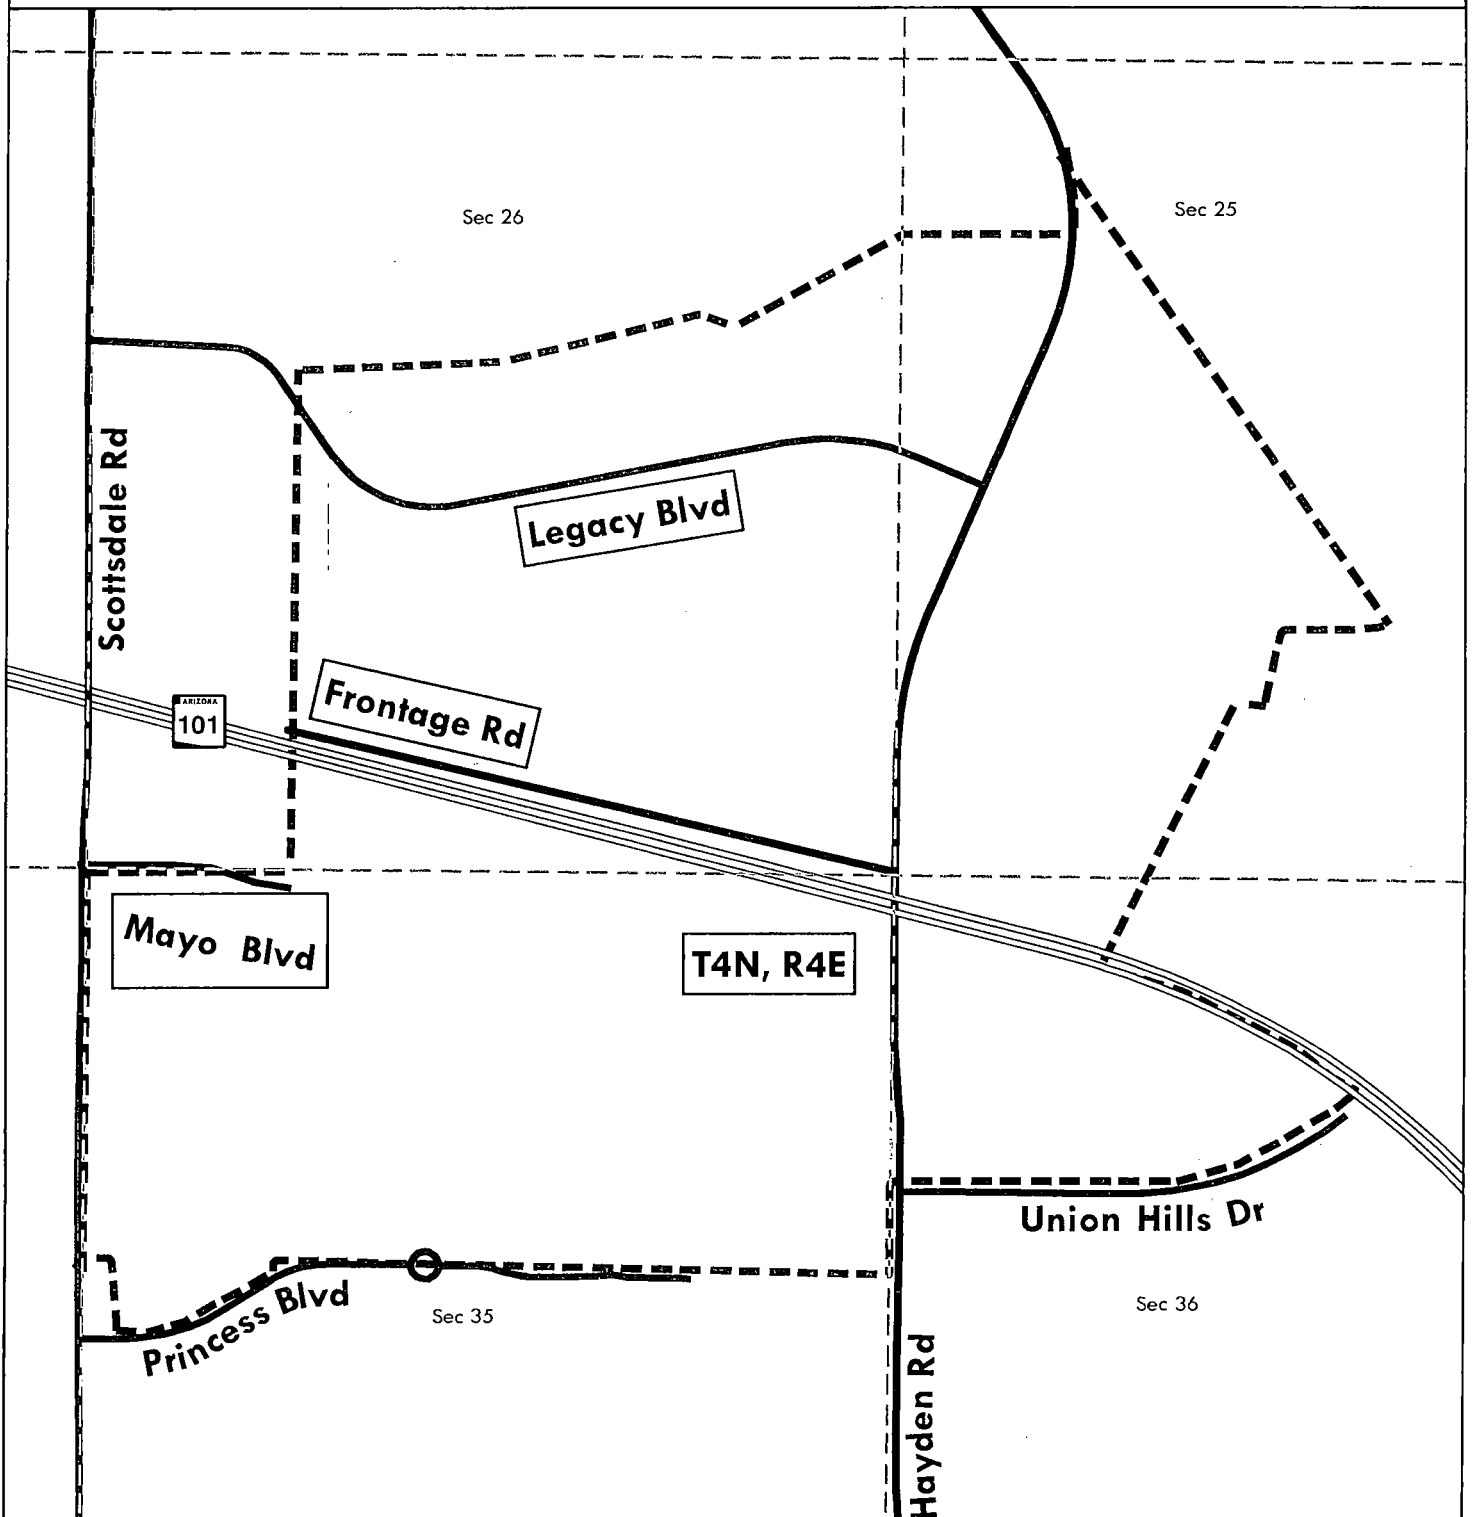 Sec 26
Sec 25
Scottsdale Rd
Legacy Blvd
Frontage Rd
ARIZONA
101
Mayo Blvd
T4N, R4E
Union Hills Dr
Princess Blvd
Sec 35
Sec 36
Hayden Rd